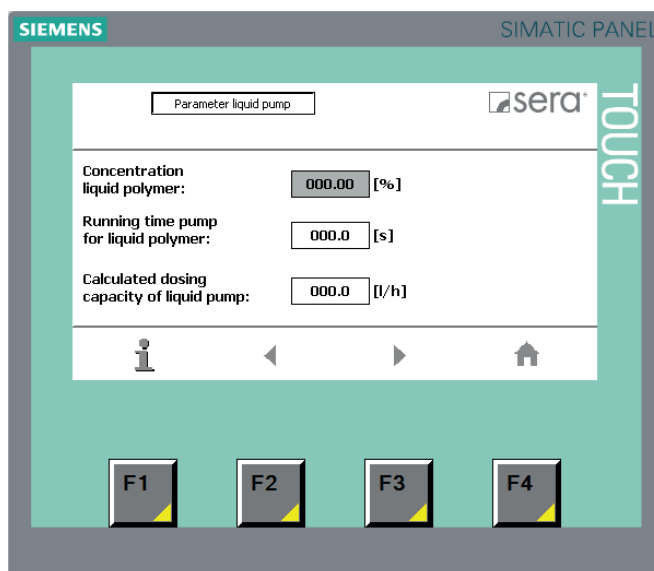 SIEMENS
SIMATIC PANEL
TOUCH
Parameter liquid pump
sera
Concentration
liquid polymer:
000.00 [%]
Running time pump
for liquid polymer:
000.0 [s]
Calculated dosing
capacity of liquid pump:
000.0 [l/h]
F1
F2
F3
F4